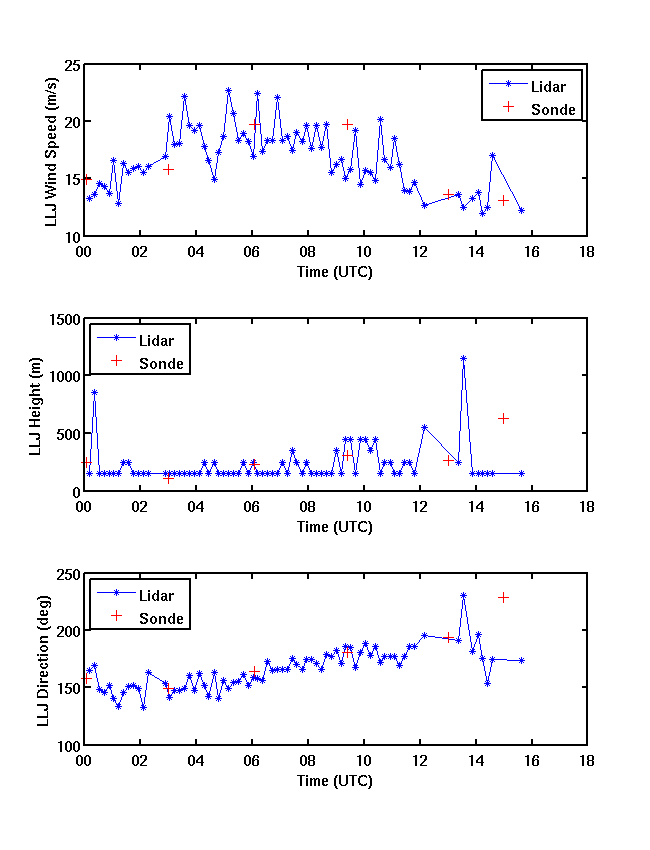 25
20
15
10
LLJ Wind Speed (m/s)
Lidar
Sonde
00 02 04 06 08 10 12 14 16 18
Time (UTC)
1500
1000
500
0
LLJ Height (m)
Lidar
Sonde
00 02 04 06 08 10 12 14 16 18
Time (UTC)
250
200
150
100
LLJ Direction (deg)
Lidar
Sonde
00 02 04 06 08 10 12 14 16 18
Time (UTC)